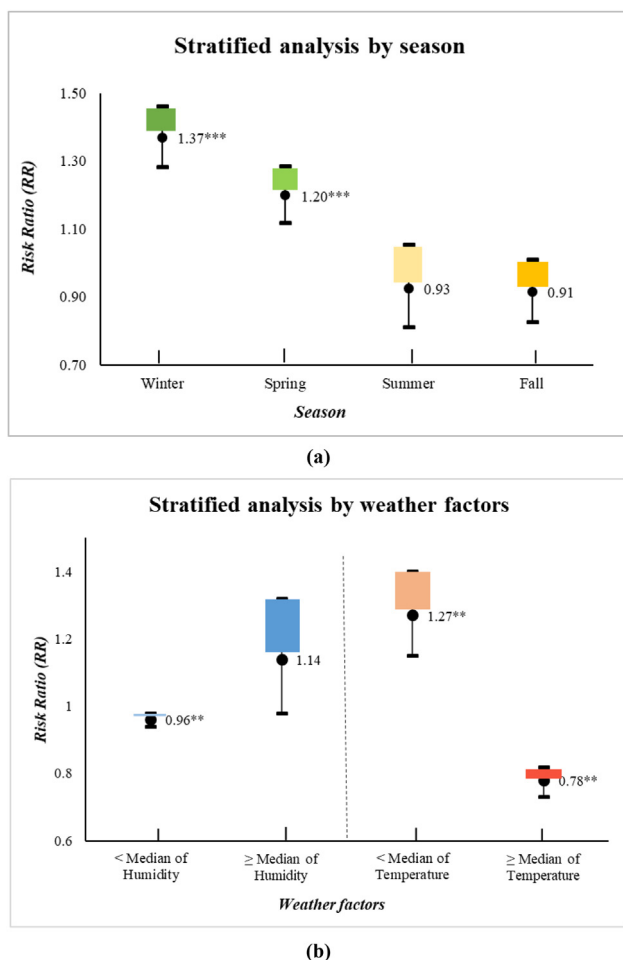 Stratified analysis by season
1.50
1.30
1.10
0.90
0.70
Risk Ratio (RR)
1.37***
1.20***
0.93
0.91
Winter
Spring
Summer
Fall
Season
(a)
Stratified analysis by weather factors
1.4
1.2
1
0.8
0.6
Risk Ratio (RR)
0.96**
1.14
1.27**
0.78**
< Median of
Humidity
≥ Median of
Humidity
< Median of
Temperature
≥ Median of
Temperature
Weather factors
(b)